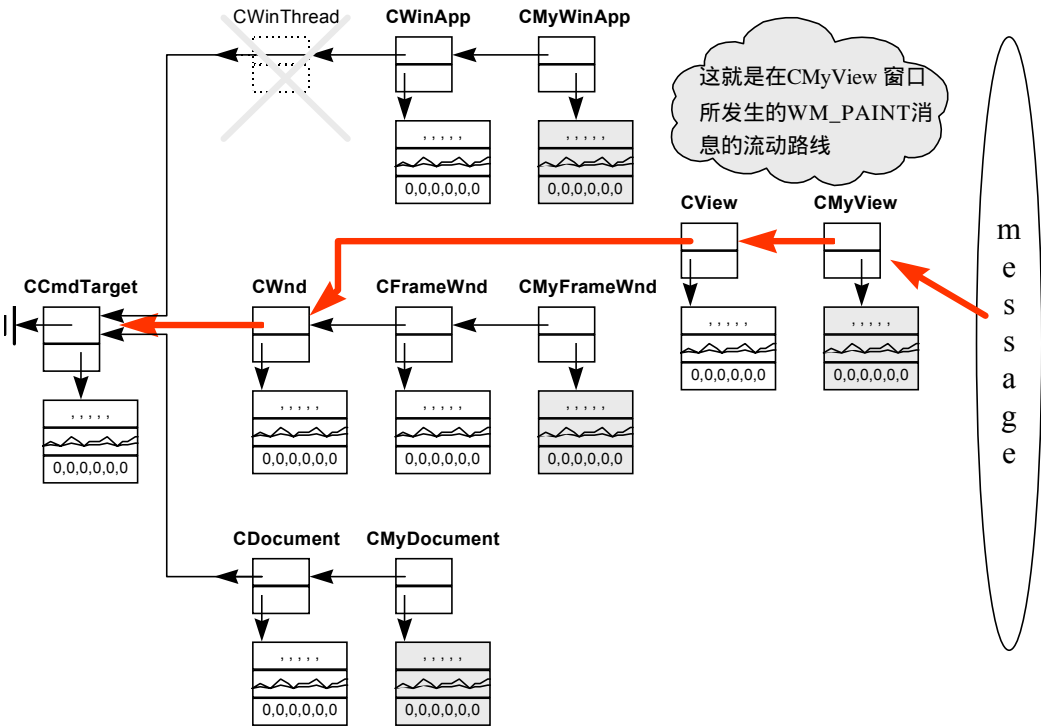 CWinThread
CWinApp
CMyWinApp
, , , , ,
0,0,0,0,0,0
, , , , ,
0,0,0,0,0,0
这就是在CMyView 窗口
所发生的WM_PAINT消
息的流动路线
CView
CMyView
, , , , ,
0,0,0,0,0,0
, , , , ,
0,0,0,0,0,0
message
CCmdTarget
CWnd
CFrameWnd
CMyFrameWnd
, , , , ,
0,0,0,0,0,0
, , , , ,
0,0,0,0,0,0
, , , , ,
0,0,0,0,0,0
, , , , ,
0,0,0,0,0,0
CDocument
CMyDocument
, , , , ,
0,0,0,0,0,0
, , , , ,
0,0,0,0,0,0